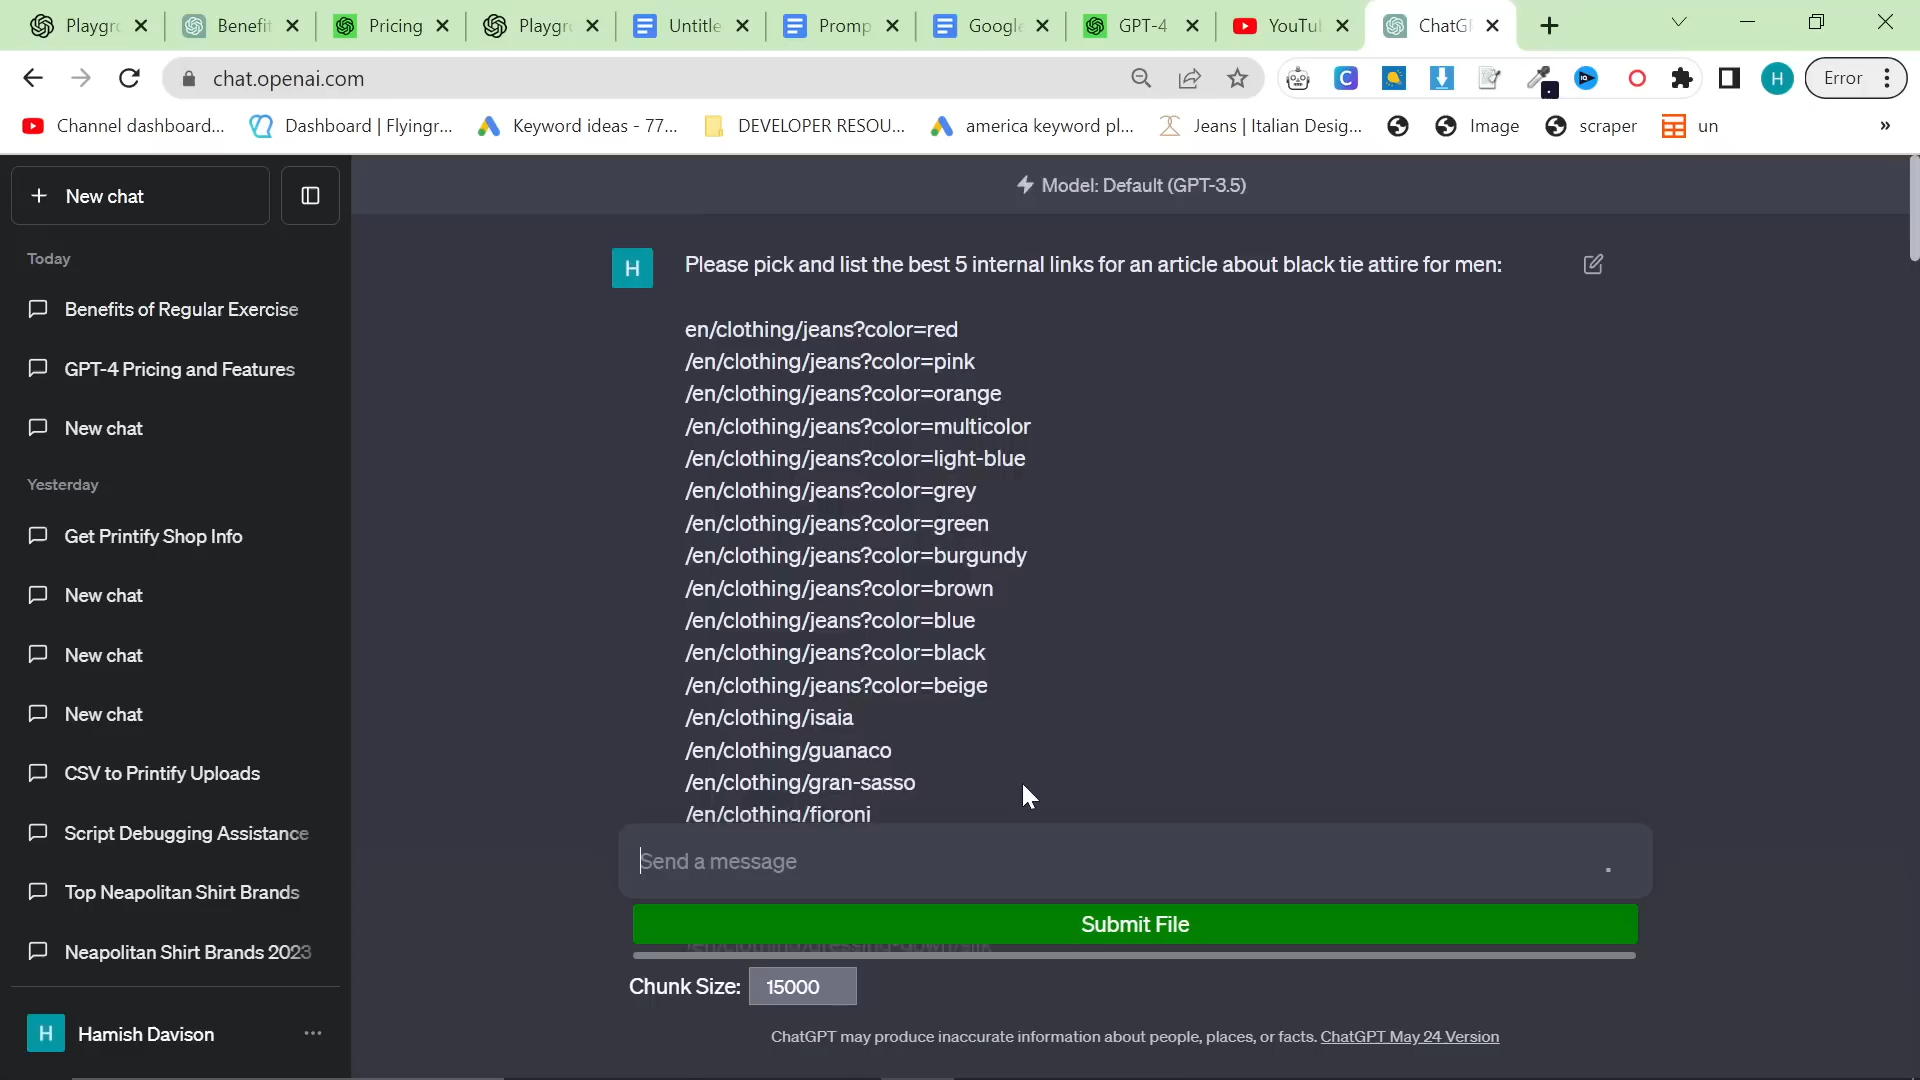 Playgr
Benefit
Pricing
Playgr
Untitle
Promp
Google
GPT-4
YouTu
ChatG
chat.openai.com
H
Error
Channel dashboard...
Dashboard | Flyingr...
Keyword ideas - 77...
DEVELOPER RESOU...
america keyword pl...
Jeans | Italian Desig...
Image
scraper
un
»
New chat
Model: Default (GPT-3.5)
Today
Benefits of Regular Exercise
GPT-4 Pricing and Features
New chat
Yesterday
Get Printify Shop Info
New chat
New chat
New chat
CSV to Printify Uploads
Script Debugging Assistance
Top Neapolitan Shirt Brands
Neapolitan Shirt Brands 2023
H
Hamish Davison
H
Please pick and list the best 5 internal links for an article about black tie attire for men:
en/clothing/jeans?color=red
/en/clothing/jeans?color=pink
/en/clothing/jeans?color=orange
/en/clothing/jeans?color=multicolor
/en/clothing/jeans?color=light-blue
/en/clothing/jeans?color=grey
/en/clothing/jeans?color=green
/en/clothing/jeans?color=burgundy
/en/clothing/jeans?color=brown
/en/clothing/jeans?color=blue
/en/clothing/jeans?color=black
/en/clothing/jeans?color=beige
/en/clothing/isaia
/en/clothing/guanaco
/en/clothing/gran-sasso
/en/clothing/fioroni
Send a message
Submit File
Chunk Size: 15000
ChatGPT may produce inaccurate information about people, places, or facts. ChatGPT May 24 Version